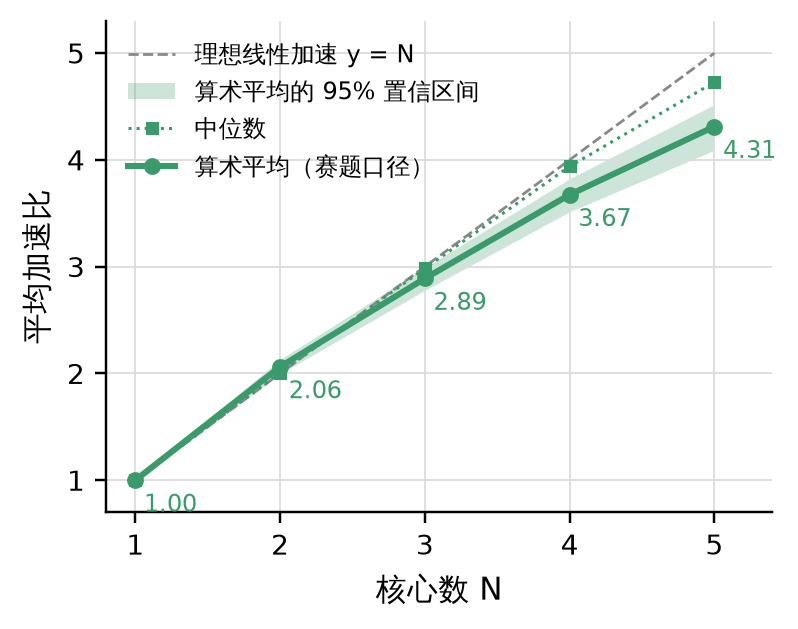 理想线性加速 y = N
算术平均的 95% 置信区间
中位数
算术平均（赛题口径）
平均加速比
5
4
3
2
1
4.31
3.67
2.89
2.06
1.00
1 2 3 4 5
核心数 N